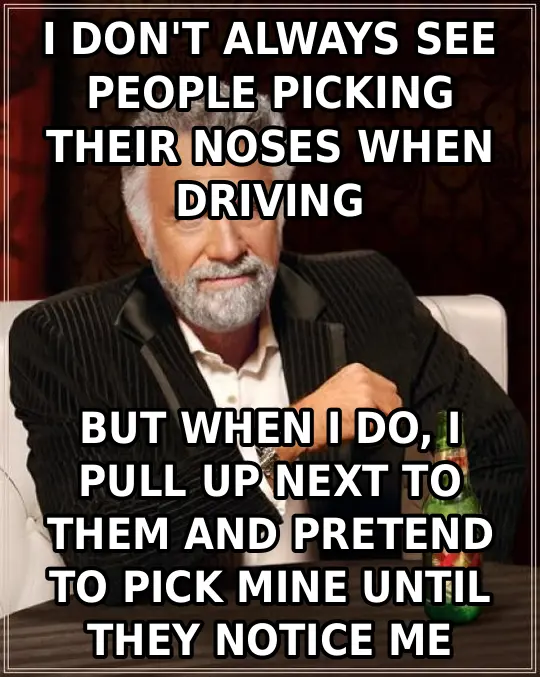 I DON'T ALWAYS SEE
PEOPLE PICKING
THEIR NOSES WHEN
DRIVING
BUT WHEN I DO, I
PULL UP NEXT TO
THEM AND PRETEND
TO PICK MINE UNTIL
THEY NOTICE ME